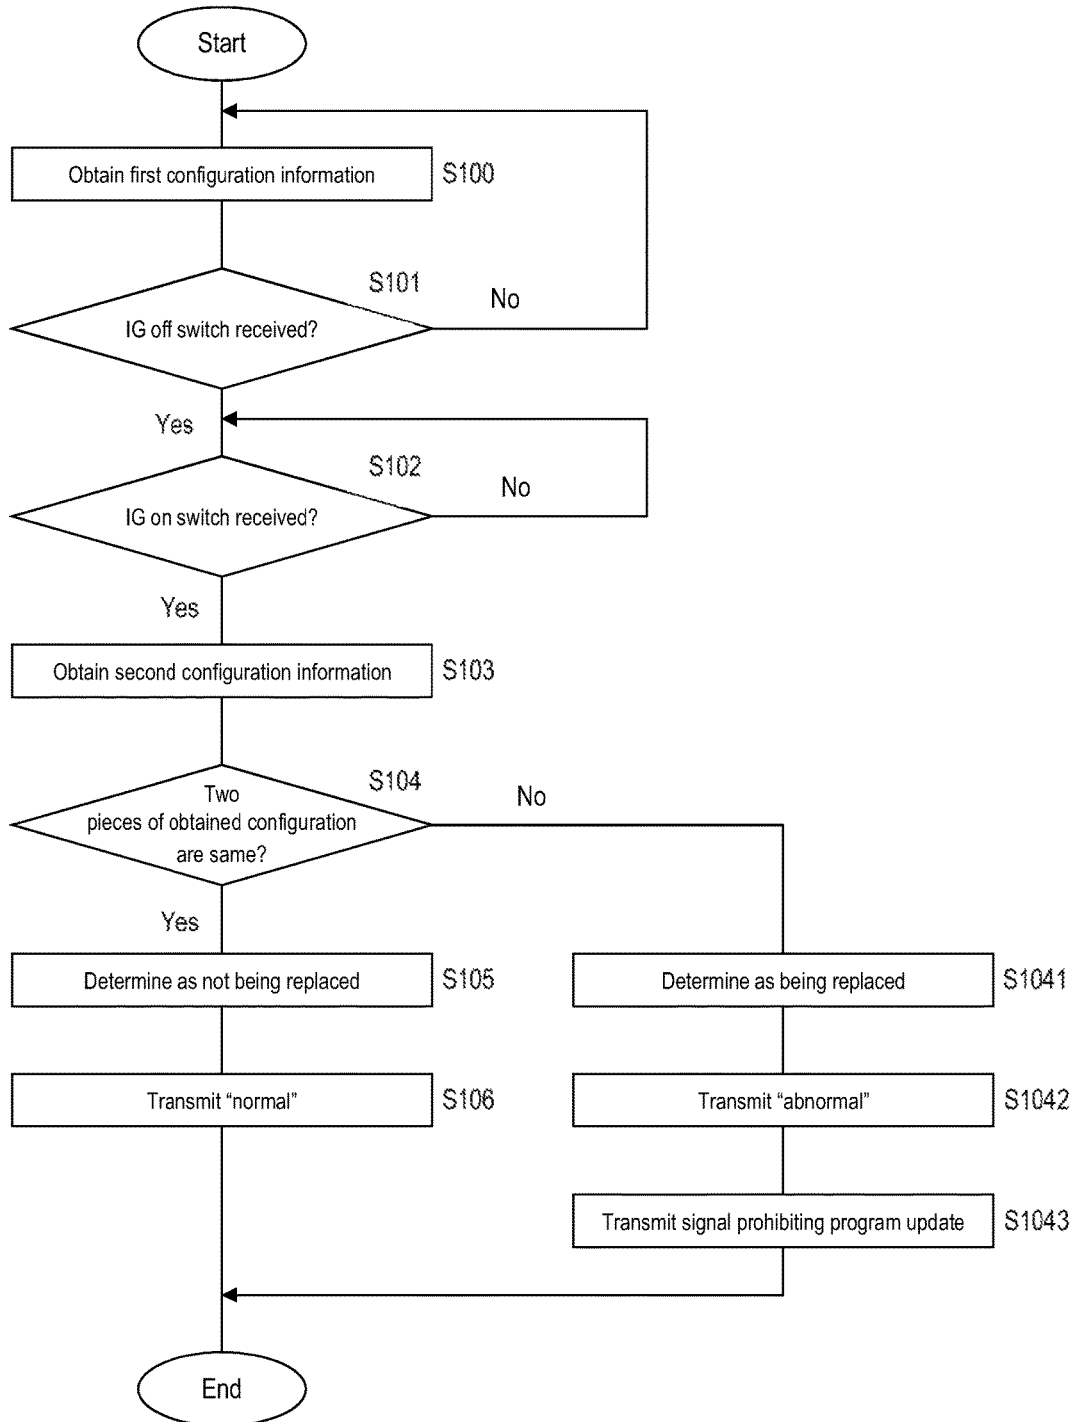 Start
Obtain first configuration information
S100
S101
No
IG off switch received?
Yes
S102
No
IG on switch received?
Yes
Obtain second configuration information
S103
S104
Two
No
pieces of obtained configuration
are same?
Yes
Determine as not being replaced
S105
Determine as being replaced
S1041
Transmit “normal”
S106
Transmit “abnormal”
S1042
Transmit signal prohibiting program update
S1043
End